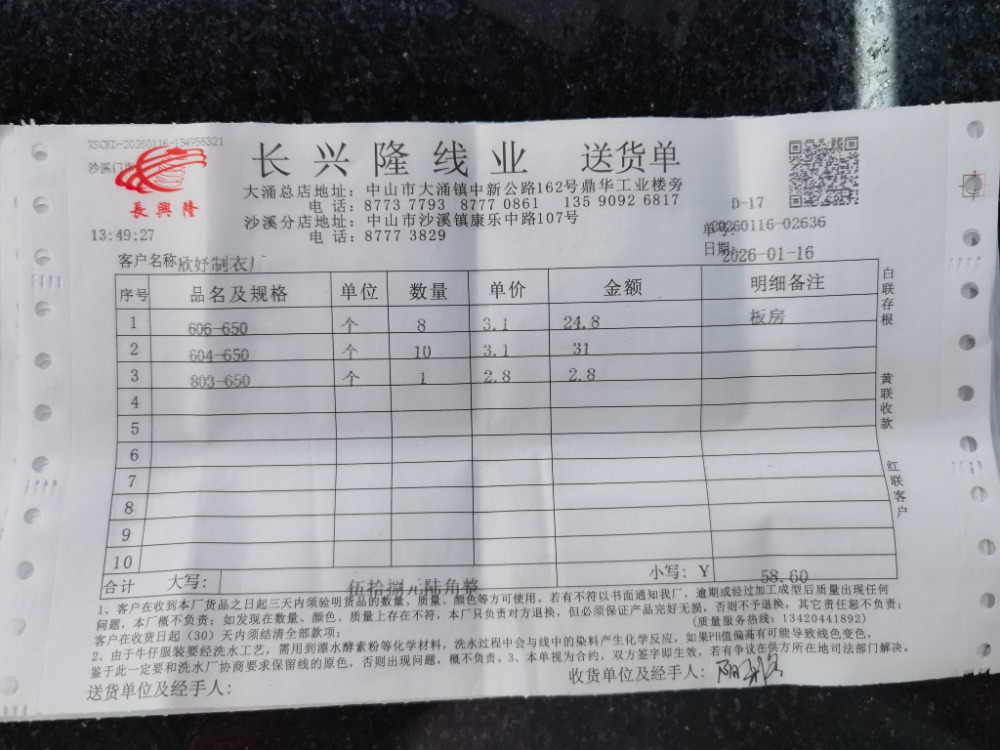 XSCKD-20260116-134958321
沙溪门市
長興隆
长兴隆线业 送货单
大涌总店地址：中山市大涌镇中新公路162号鼎华工业楼旁
电话：8773 7793 8777 0861 135 9092 6817
沙溪分店地址：中山市沙溪镇康乐中路107号
电话：8777 3829
D-17
单号：20260116-02636
13:49:27
日期：2026-01-16
客户名称：欣妤制衣厂
序号 品名及规格 单位 数量 单价 金额 明细备注
1 606-650 个 8 3.1 24.8 板房
2 604-650 个 10 3.1 31
3 803-650 个 1 2.8 2.8
4
5
6
7
8
9
10
合计 大写：伍拾捌元陆角整 小写：Y 58.60
白联存根
黄联收款
红联客户
1、客户在收到本厂货品之日起三天内须验明货品的数量、质量、颜色等方可使用。若有不符以书面通知我厂，逾期或经过加工成型后质量出现任何
问题，本厂概不负责；如发现在数量、颜色、质量上存在不符，本厂只负责对方退换，但必须保证产品完好无损，否则不予退换，其它责任恕不负责；
客户在收货日起（30）天内须结清全部款项； (质量服务热线：13420441892)
2、由于牛仔服装要经洗水工艺，需用到漂水酵素粉等化学材料，洗水过程中会与线中的染料产生化学反应，如果PH值偏高有可能导致线色变色，
鉴于此一定要和洗水厂协商要求保留线的原色，否则出现问题，概不负责。3、本单视为合约，双方签字即生效，若有争议在供方所在地司法部门解决。
送货单位及经手人： 收货单位及经手人：